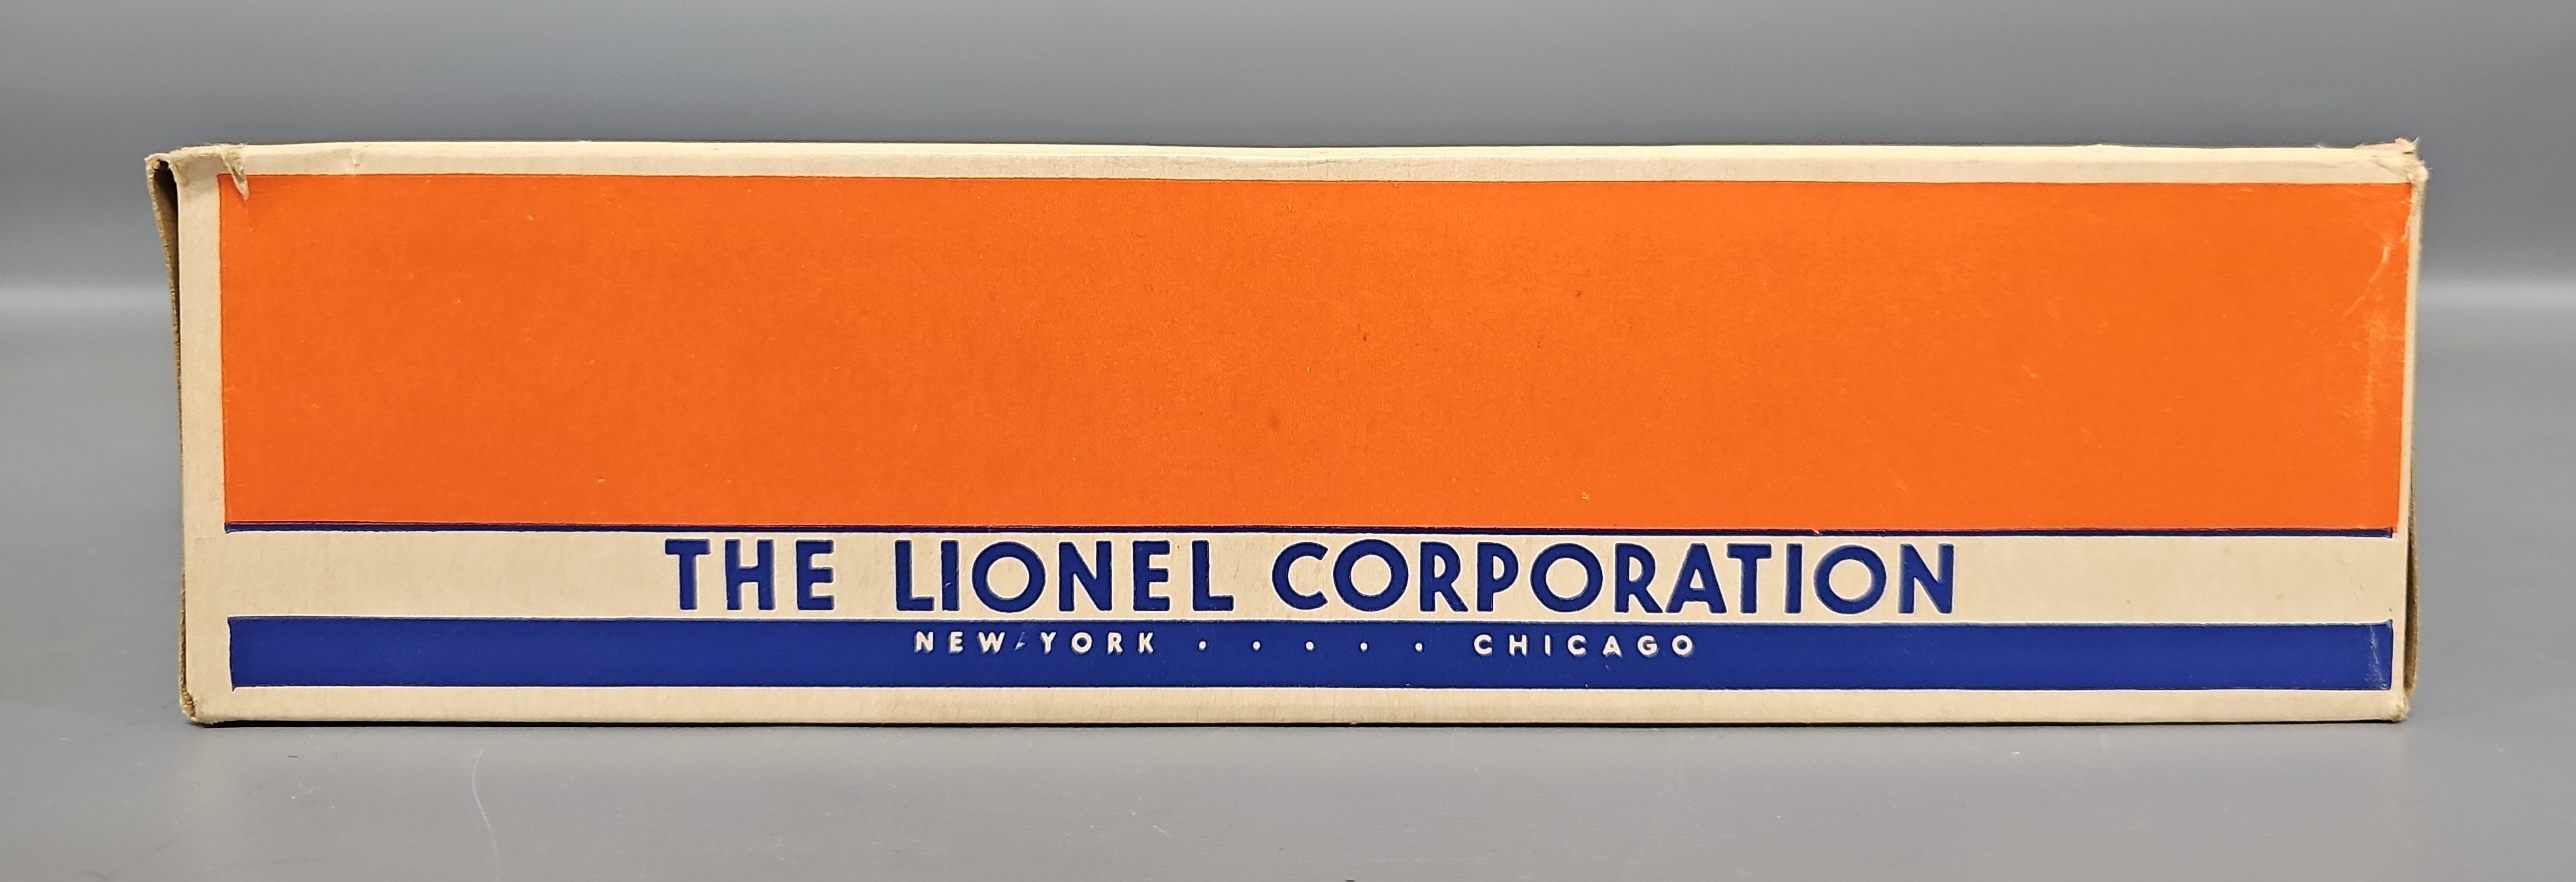 THE LIONEL CORPORATION
NEW YORK · · · · · CHICAGO